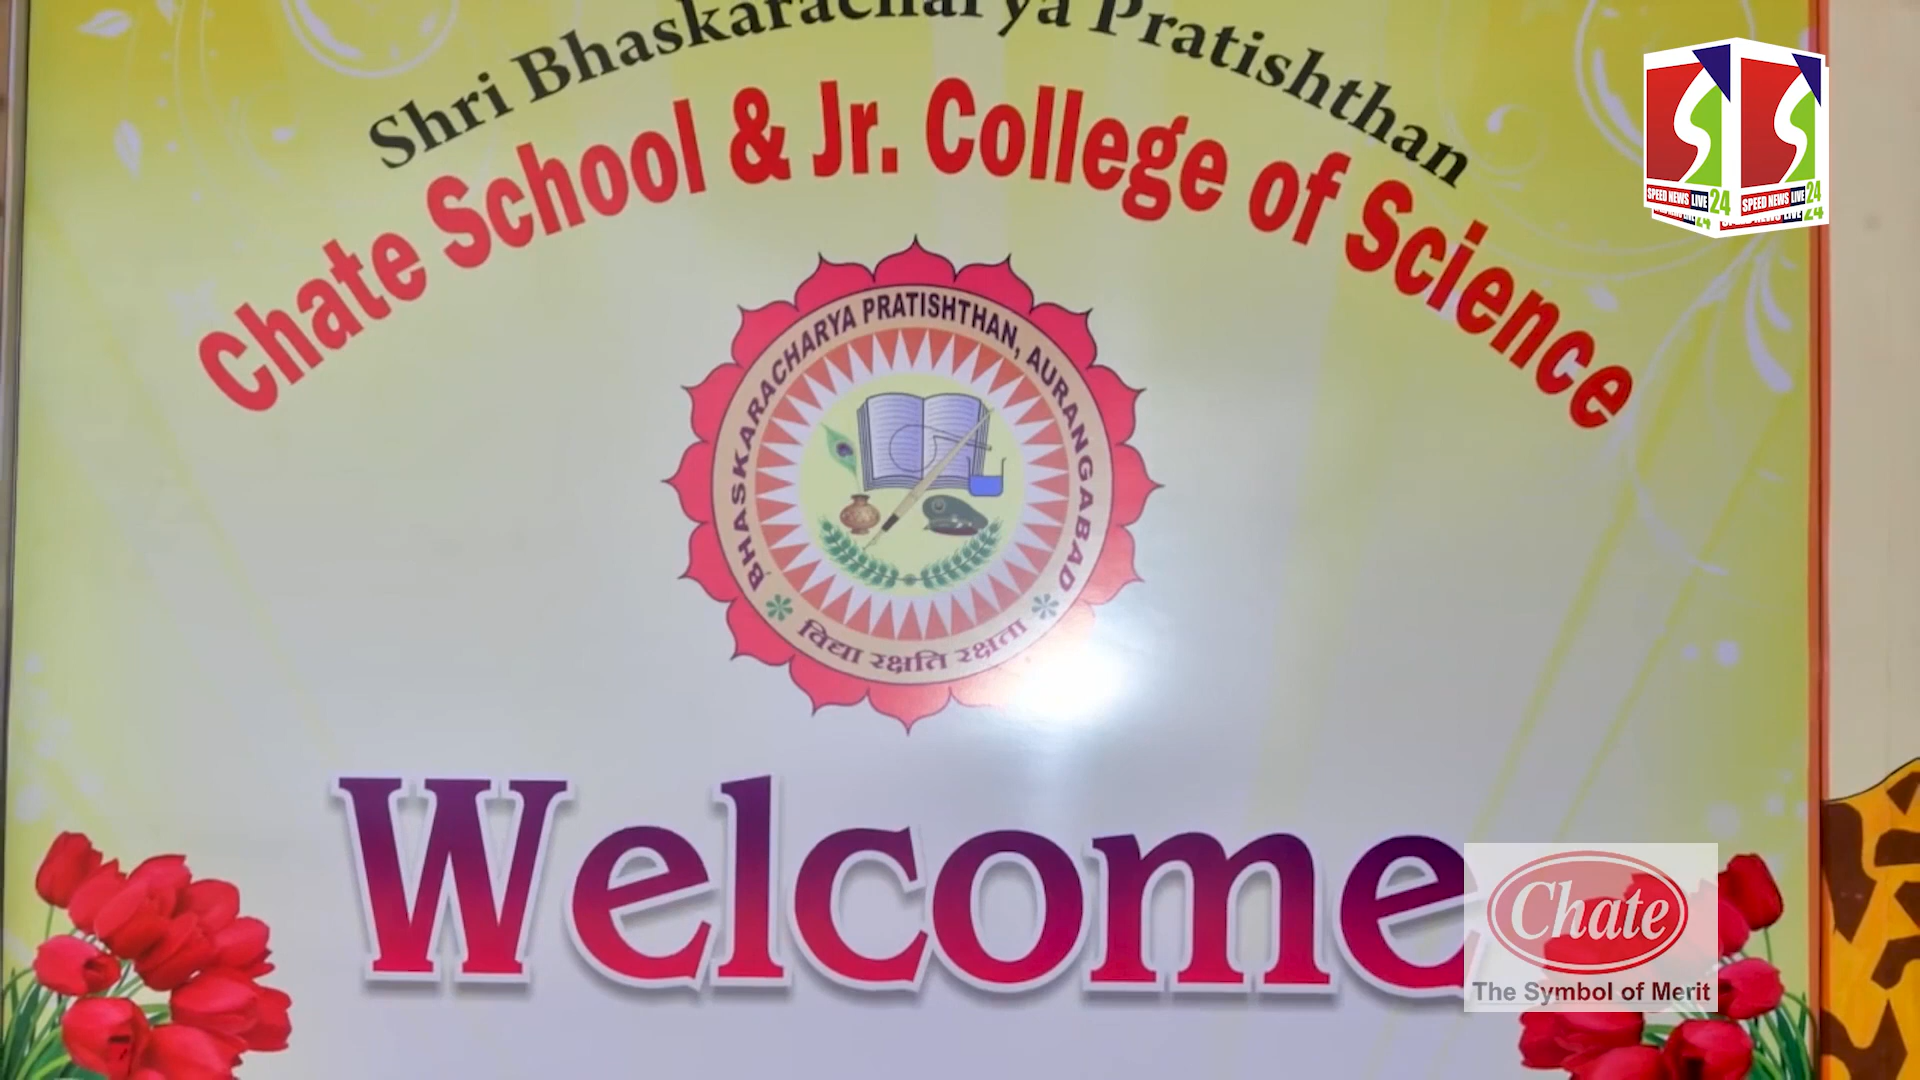 Shri Bhaskaracharya Pratishthan
Chate School & Jr. College of Science
BHASKARACHARYA PRATISHTHAN, AURANGABAD
विद्या रक्षति रक्षता
Welcome
SPEED NEWS LIVE 24
SPEED NEWS LIVE 24
Chate
The Symbol of Merit